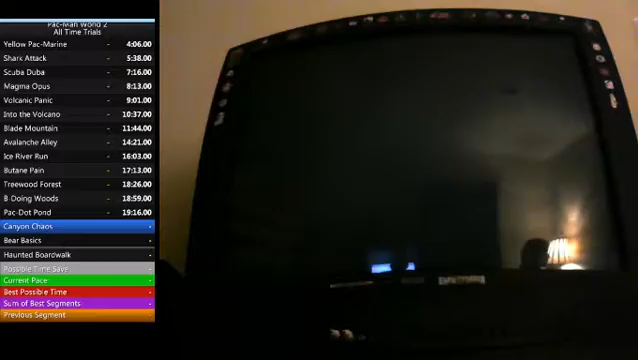 Pac-Man World 2
All Time Trials
Yellow Pac-Marine - 4:06.00
Shark Attack - 5:38.00
Scuba Duba - 7:16.00
Magma Opus - 8:13.00
Volcanic Panic - 9:01.00
Into the Volcano - 10:37.00
Blade Mountain - 11:44.00
Avalanche Alley - 14:21.00
Ice River Run - 16:03.00
Butane Pain - 17:13.00
Treewood Forest - 18:26.00
B-Doing Woods - 18:59.00
Pac-Dot Pond - 19:16.00
Canyon Chaos -
Bear Basics -
Haunted Boardwalk -
Possible Time Save -
Current Pace -
Best Possible Time -
Sum of Best Segments -
Previous Segment -